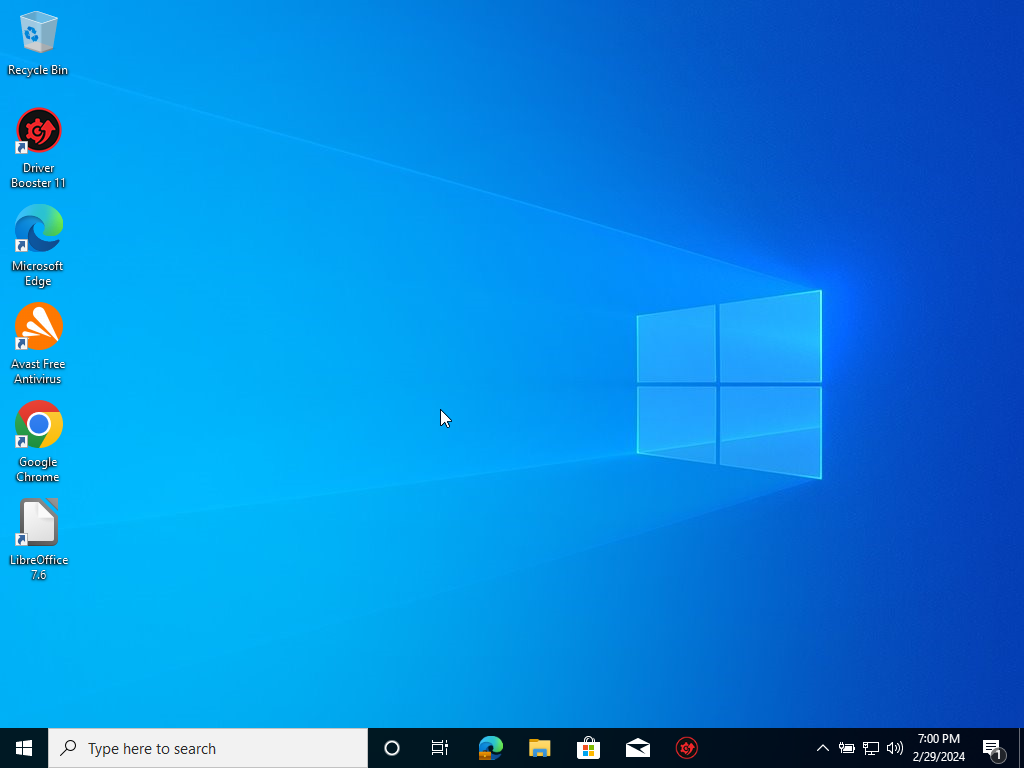 Recycle Bin
Driver
Booster 11
Microsoft
Edge
Avast Free
Antivirus
Google
Chrome
LibreOffice
7.6
Type here to search
7:00 PM
2/29/2024
1